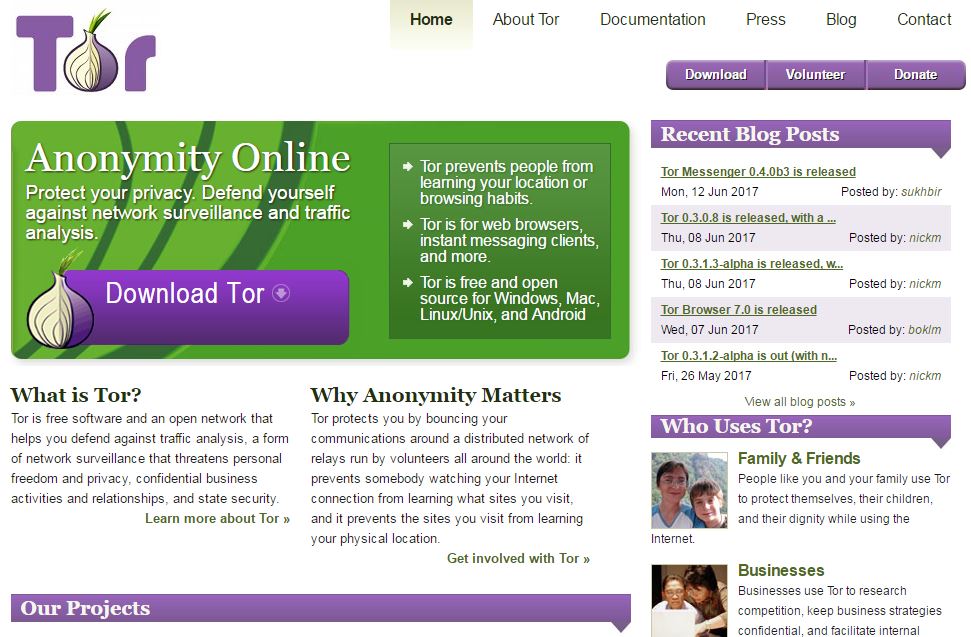 Tor
Home About Tor Documentation Press Blog Contact
Download Volunteer Donate
Anonymity Online
Protect your privacy. Defend yourself
against network surveillance and traffic
analysis.
Download Tor
Tor prevents people from
learning your location or
browsing habits.
Tor is for web browsers,
instant messaging clients,
and more.
Tor is free and open
source for Windows, Mac,
Linux/Unix, and Android
What is Tor?
Tor is free software and an open network that
helps you defend against traffic analysis, a form
of network surveillance that threatens personal
freedom and privacy, confidential business
activities and relationships, and state security.
Learn more about Tor »
Why Anonymity Matters
Tor protects you by bouncing your
communications around a distributed network of
relays run by volunteers all around the world: it
prevents somebody watching your Internet
connection from learning what sites you visit,
and it prevents the sites you visit from learning
your physical location.
Get involved with Tor »
Our Projects
Recent Blog Posts
Tor Messenger 0.4.0b3 is released
Mon, 12 Jun 2017 Posted by: sukhbir
Tor 0.3.0.8 is released, with a ...
Thu, 08 Jun 2017 Posted by: nickm
Tor 0.3.1.3-alpha is released, w...
Thu, 08 Jun 2017 Posted by: nickm
Tor Browser 7.0 is released
Wed, 07 Jun 2017 Posted by: boklm
Tor 0.3.1.2-alpha is out (with n...
Fri, 26 May 2017 Posted by: nickm
View all blog posts »
Who Uses Tor?
Family & Friends
People like you and your family use Tor
to protect themselves, their children,
and their dignity while using the
Internet.
Businesses
Businesses use Tor to research
competition, keep business strategies
confidential, and facilitate internal